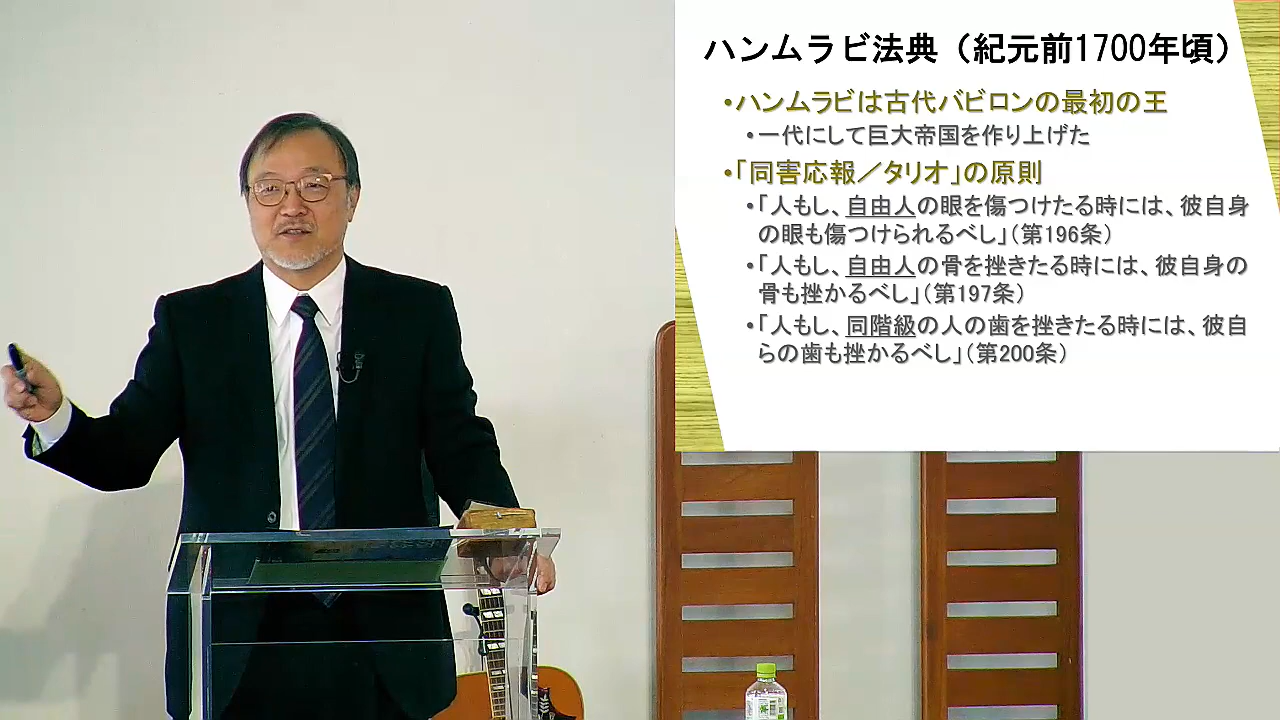 ハンムラビ法典（紀元前1700年頃）
•ハンムラビは古代バビロンの最初の王
•一代にして巨大帝国を作り上げた
•「同害応報／タリオ」の原則
•「人もし、自由人の眼を傷つけたる時には、彼自身
の眼も傷つけられるべし」（第196条）
•「人もし、自由人の骨を挫きたる時には、彼自身の
骨も挫かるべし」（第197条）
•「人もし、同階級の人の歯を挫きたる時には、彼自
らの歯も挫かるべし」（第200条）